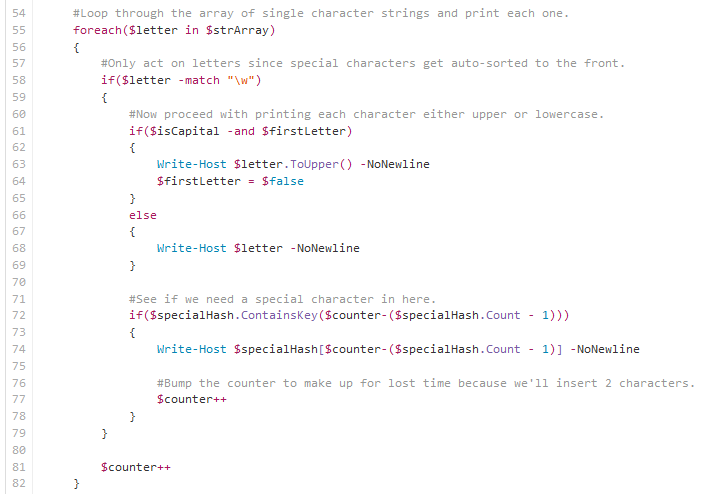 54 #Loop through the array of single character strings and print each one.
55 foreach($letter in $strArray)
56 {
57 #Only act on letters since special characters get auto-sorted to the front.
58 if($letter -match "\w")
59 {
60 #Now proceed with printing each character either upper or lowercase.
61 if($isCapital -and $firstLetter)
62 {
63 Write-Host $letter.ToUpper() -NoNewline
64 $firstLetter = $false
65 }
66 else
67 {
68 Write-Host $letter -NoNewline
69 }
70
71 #See if we need a special character in here.
72 if($specialHash.ContainsKey($counter-($specialHash.Count - 1)))
73 {
74 Write-Host $specialHash[$counter-($specialHash.Count - 1)] -NoNewline
75
76 #Bump the counter to make up for lost time because we'll insert 2 characters.
77 $counter++
78 }
79 }
80
81 $counter++
82 }